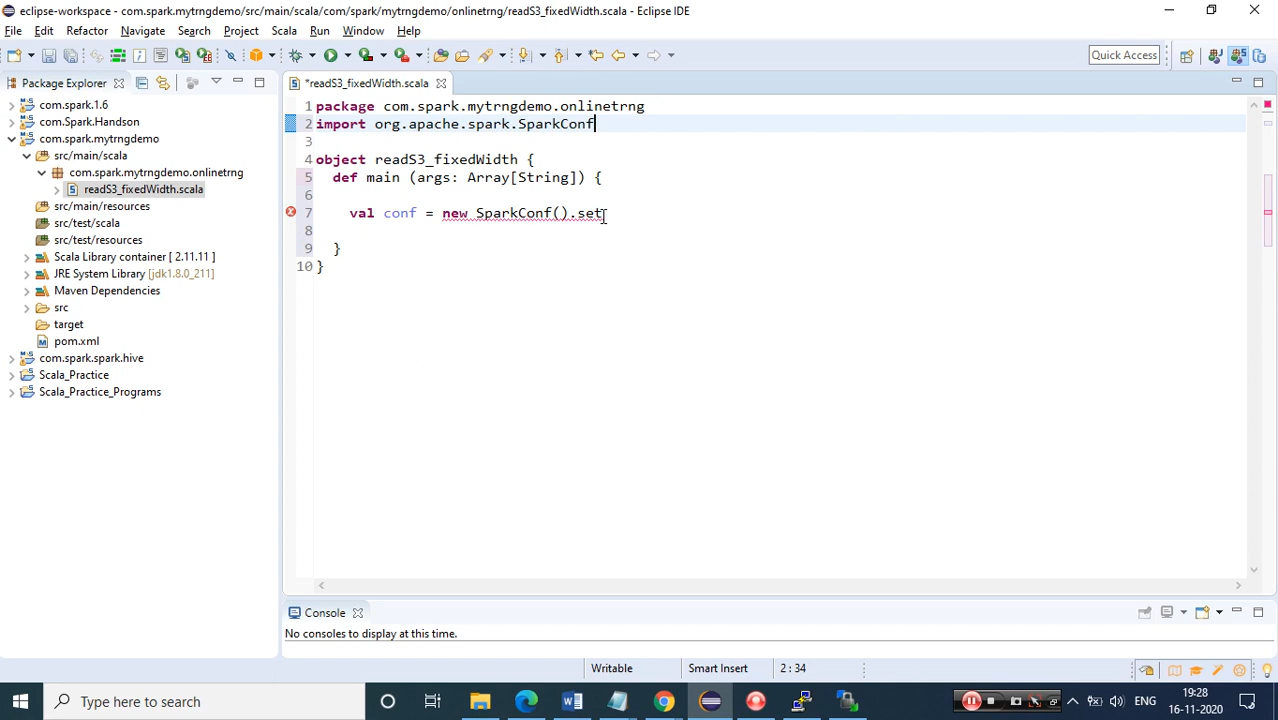 eclipse-workspace - com.spark.mytrngdemo/src/main/scala/com/spark/mytrngdemo/onlinetrng/readS3_fixedWidth.scala - Eclipse IDE
File Edit Refactor Navigate Search Scala Project Run Window Help
Quick Access
Package Explorer
*readS3_fixedWidth.scala
com.spark.1.6
com.Spark.Handson
com.spark.mytrngdemo
src/main/scala
com.spark.mytrngdemo.onlinetrng
readS3_fixedWidth.scala
src/main/resources
src/test/scala
src/test/resources
Scala Library container [ 2.11.11 ]
JRE System Library [jdk1.8.0_211]
Maven Dependencies
src
target
pom.xml
com.spark.spark.hive
Scala_Practice
Scala_Practice_Programs
1 package com.spark.mytrngdemo.onlinetrng
2 import org.apache.spark.SparkConf
3
4 object readS3_fixedWidth {
5 def main (args: Array[String]) {
6
7 val conf = new SparkConf().set
8
9 }
10 }
Console
No consoles to display at this time.
Writable
Smart Insert
2 : 34
Type here to search
ENG
19:28
16-11-2020